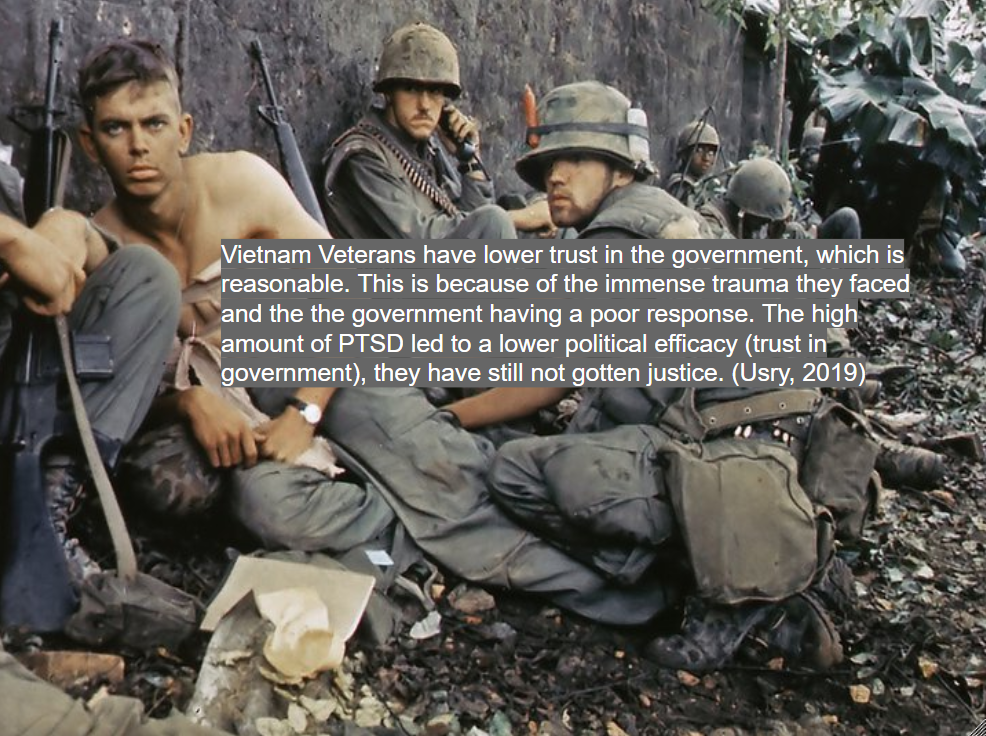 Vietnam Veterans have lower trust in the government, which is
reasonable. This is because of the immense trauma they faced
and the the government having a poor response. The high
amount of PTSD led to a lower political efficacy (trust in
government), they have still not gotten justice. (Usry, 2019)